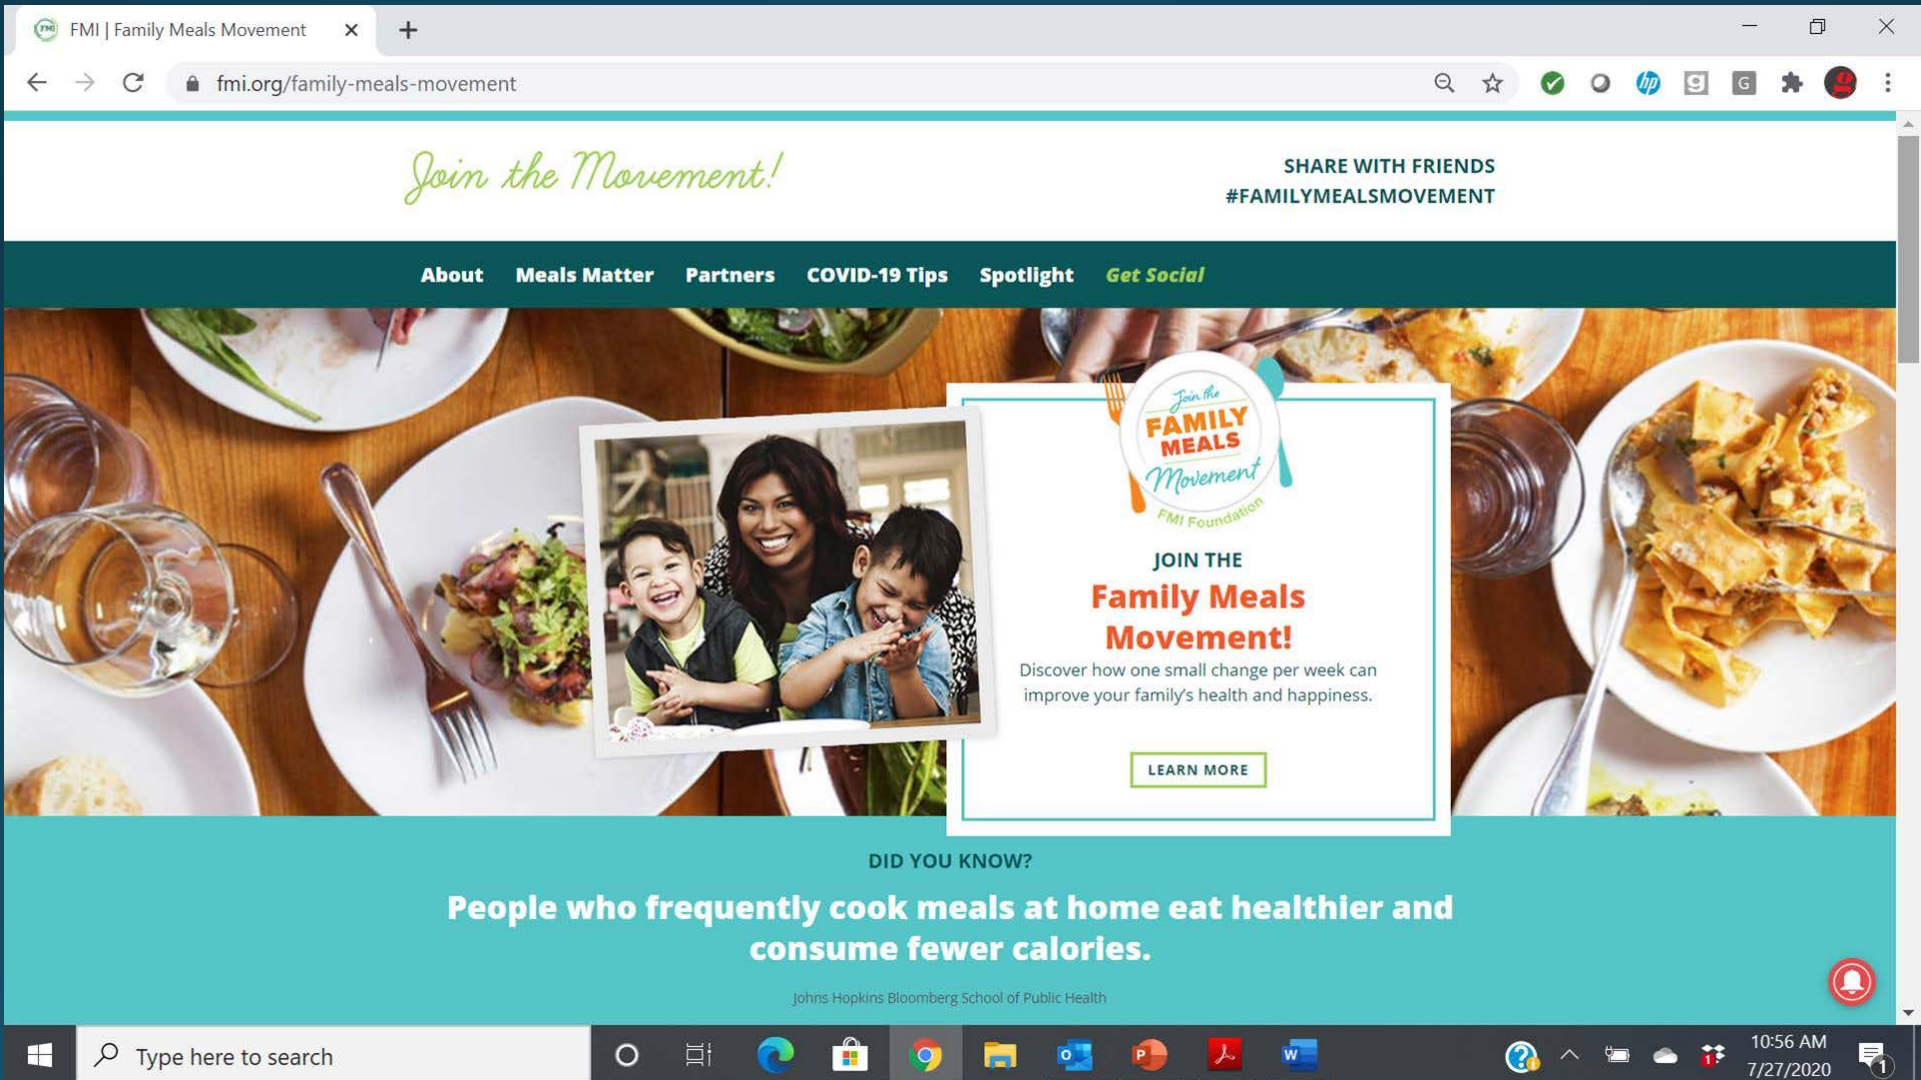 FMI | Family Meals Movement
fmi.org/family-meals-movement
Join the Movement!
SHARE WITH FRIENDS
#FAMILYMEALSMOVEMENT
About Meals Matter Partners COVID-19 Tips Spotlight Get Social
Join the
FAMILY
MEALS
Movement
FMI Foundation
JOIN THE
Family Meals
Movement!
Discover how one small change per week can
improve your family's health and happiness.
LEARN MORE
DID YOU KNOW?
People who frequently cook meals at home eat healthier and
consume fewer calories.
Johns Hopkins Bloomberg School of Public Health
Type here to search
10:56 AM
7/27/2020